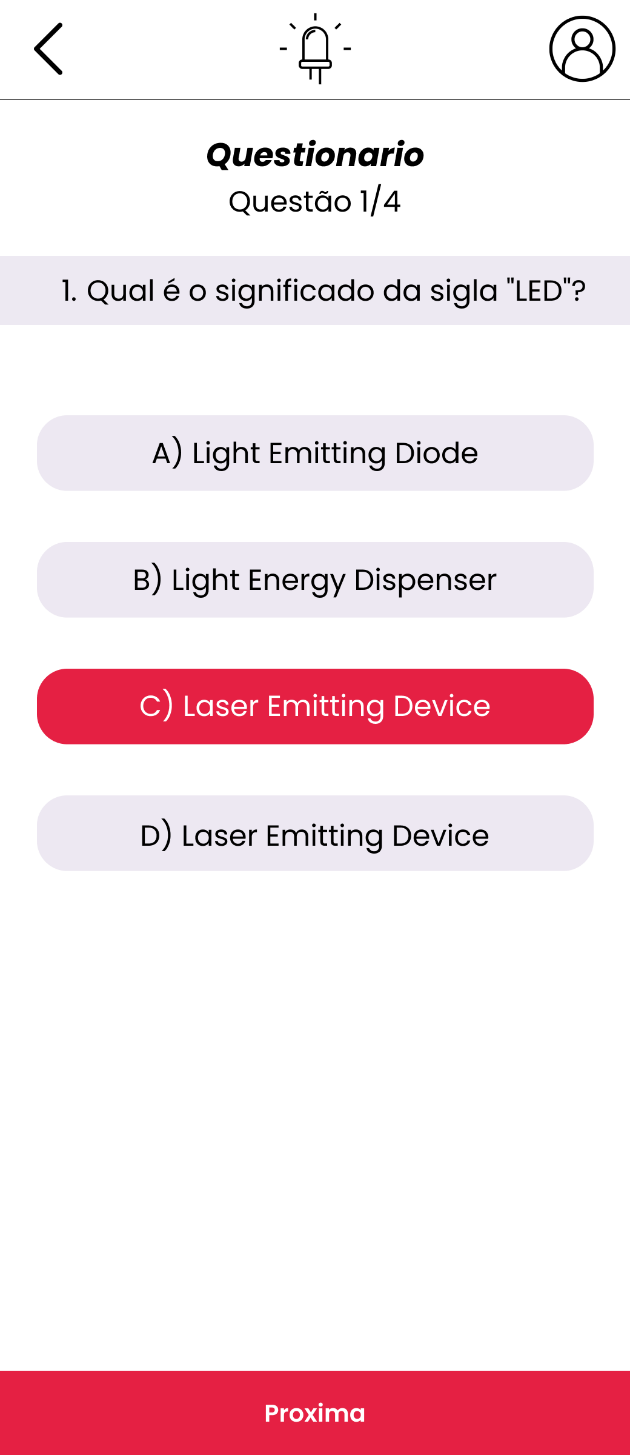 Questionario
Questão 1/4
1. Qual é o significado da sigla "LED"?
A) Light Emitting Diode
B) Light Energy Dispenser
C) Laser Emitting Device
D) Laser Emitting Device
Proxima